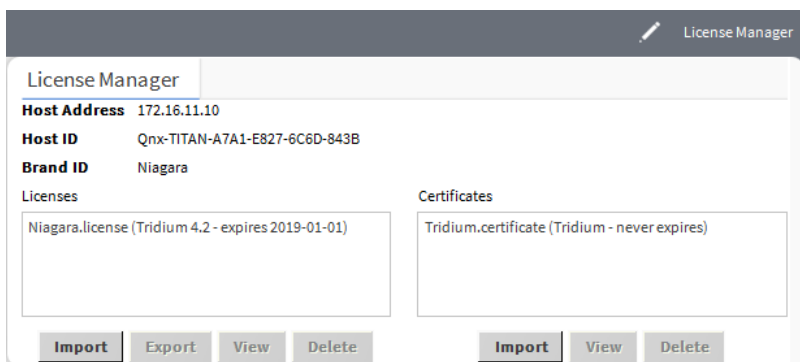 License Manager
License Manager
Host Address 172.16.11.10
Host ID Qnx-TITAN-A7A1-E827-6C6D-843B
Brand ID Niagara
Licenses
Niagara.license (Tridium 4.2 - expires 2019-01-01)
Import Export View Delete
Certificates
Tridium.certificate (Tridium - never expires)
Import View Delete